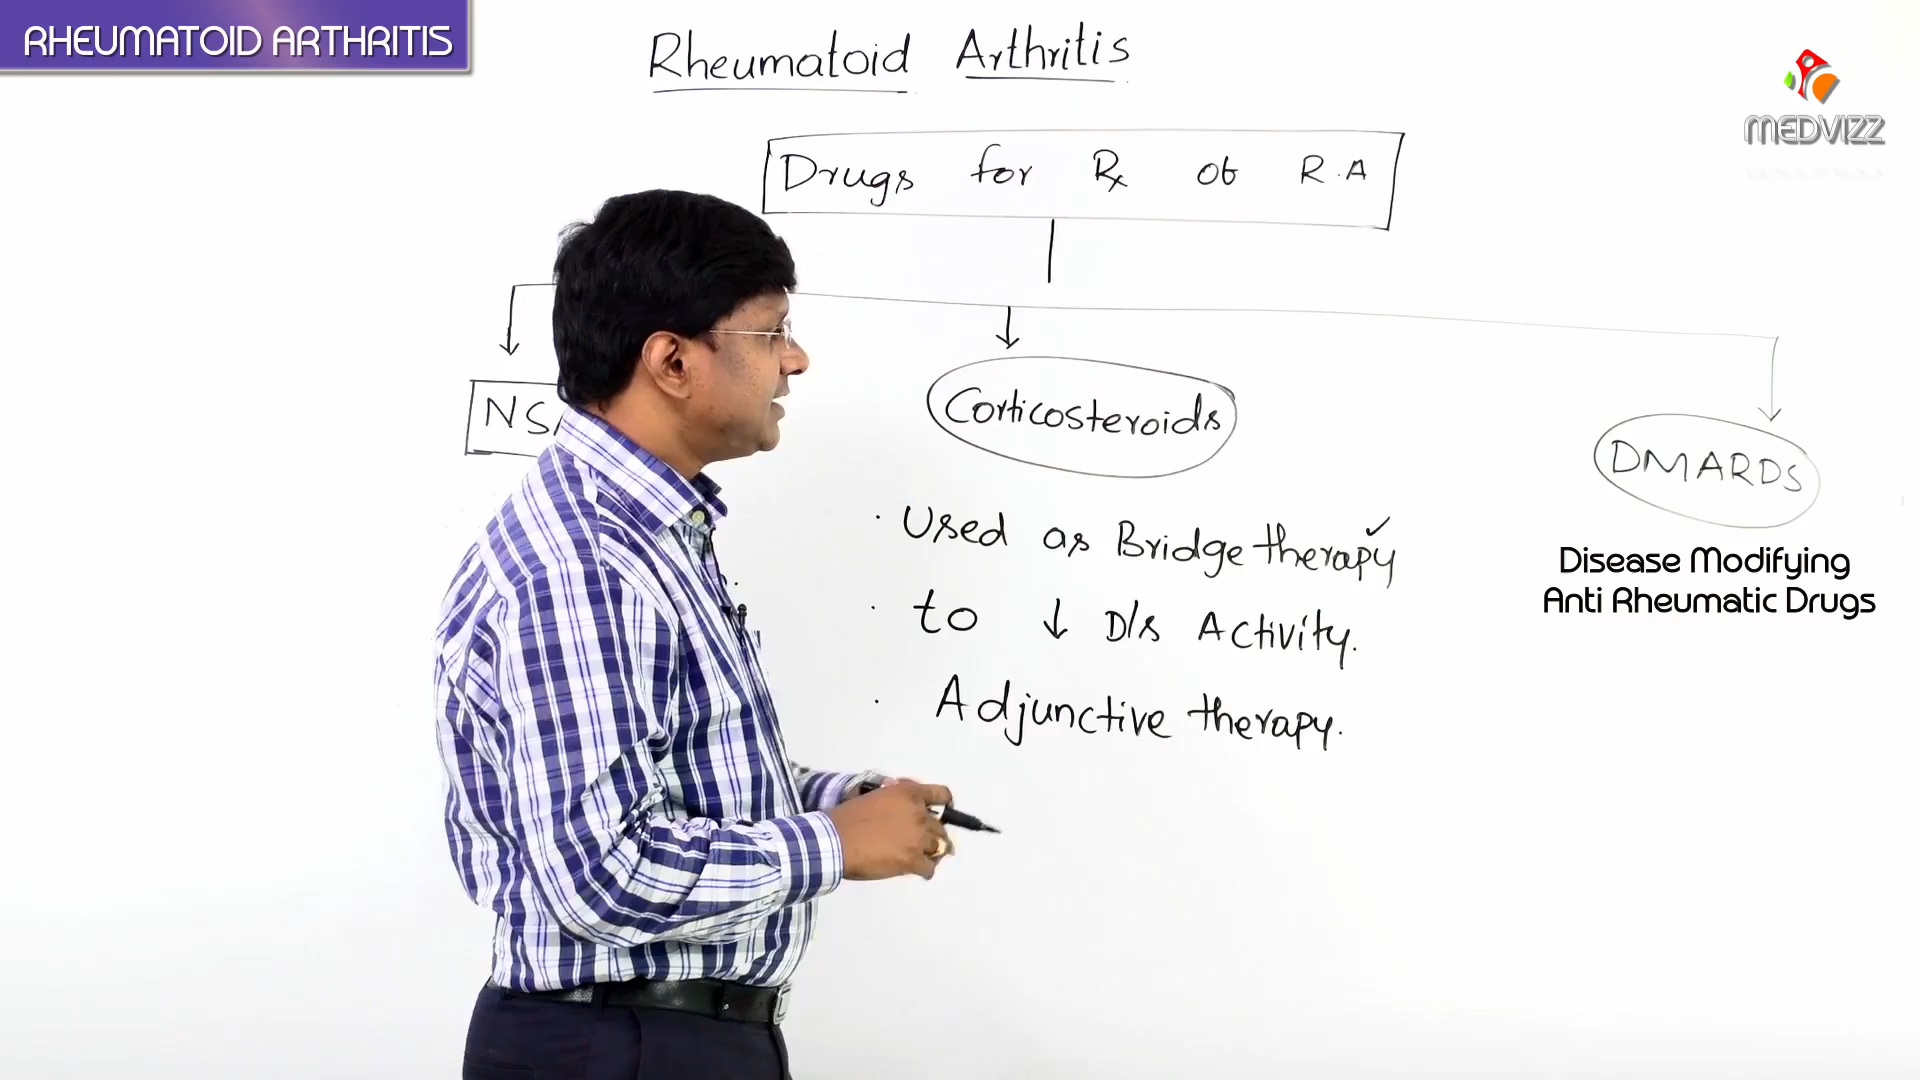 RHEUMATOID ARTHRITIS
Rheumatoid Arthritis
MEDVIZZ
Drugs for Rx of R.A
Corticosteroids
DMARDS
Disease Modifying
Anti Rheumatic Drugs
· Used as Bridge therapy ✓
· to ↓ D/s Activity.
· Adjunctive therapy.